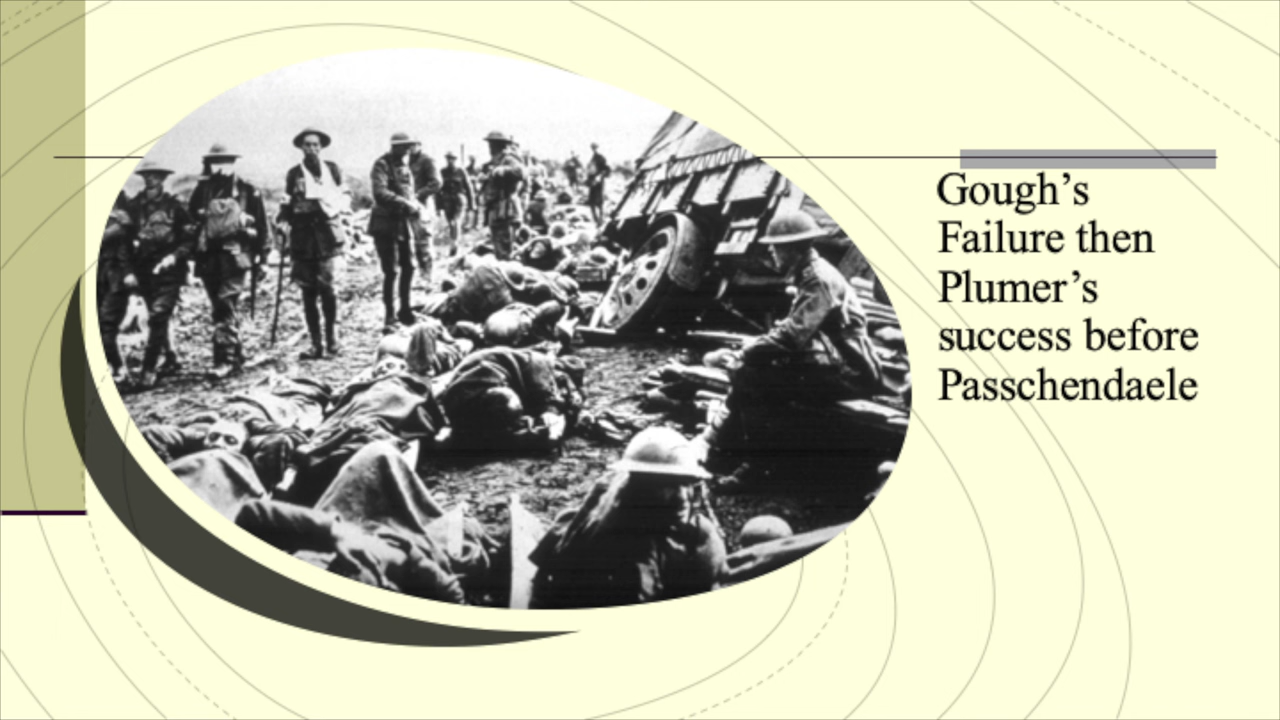 Gough’s
Failure then
Plumer’s
success before
Passchendaele